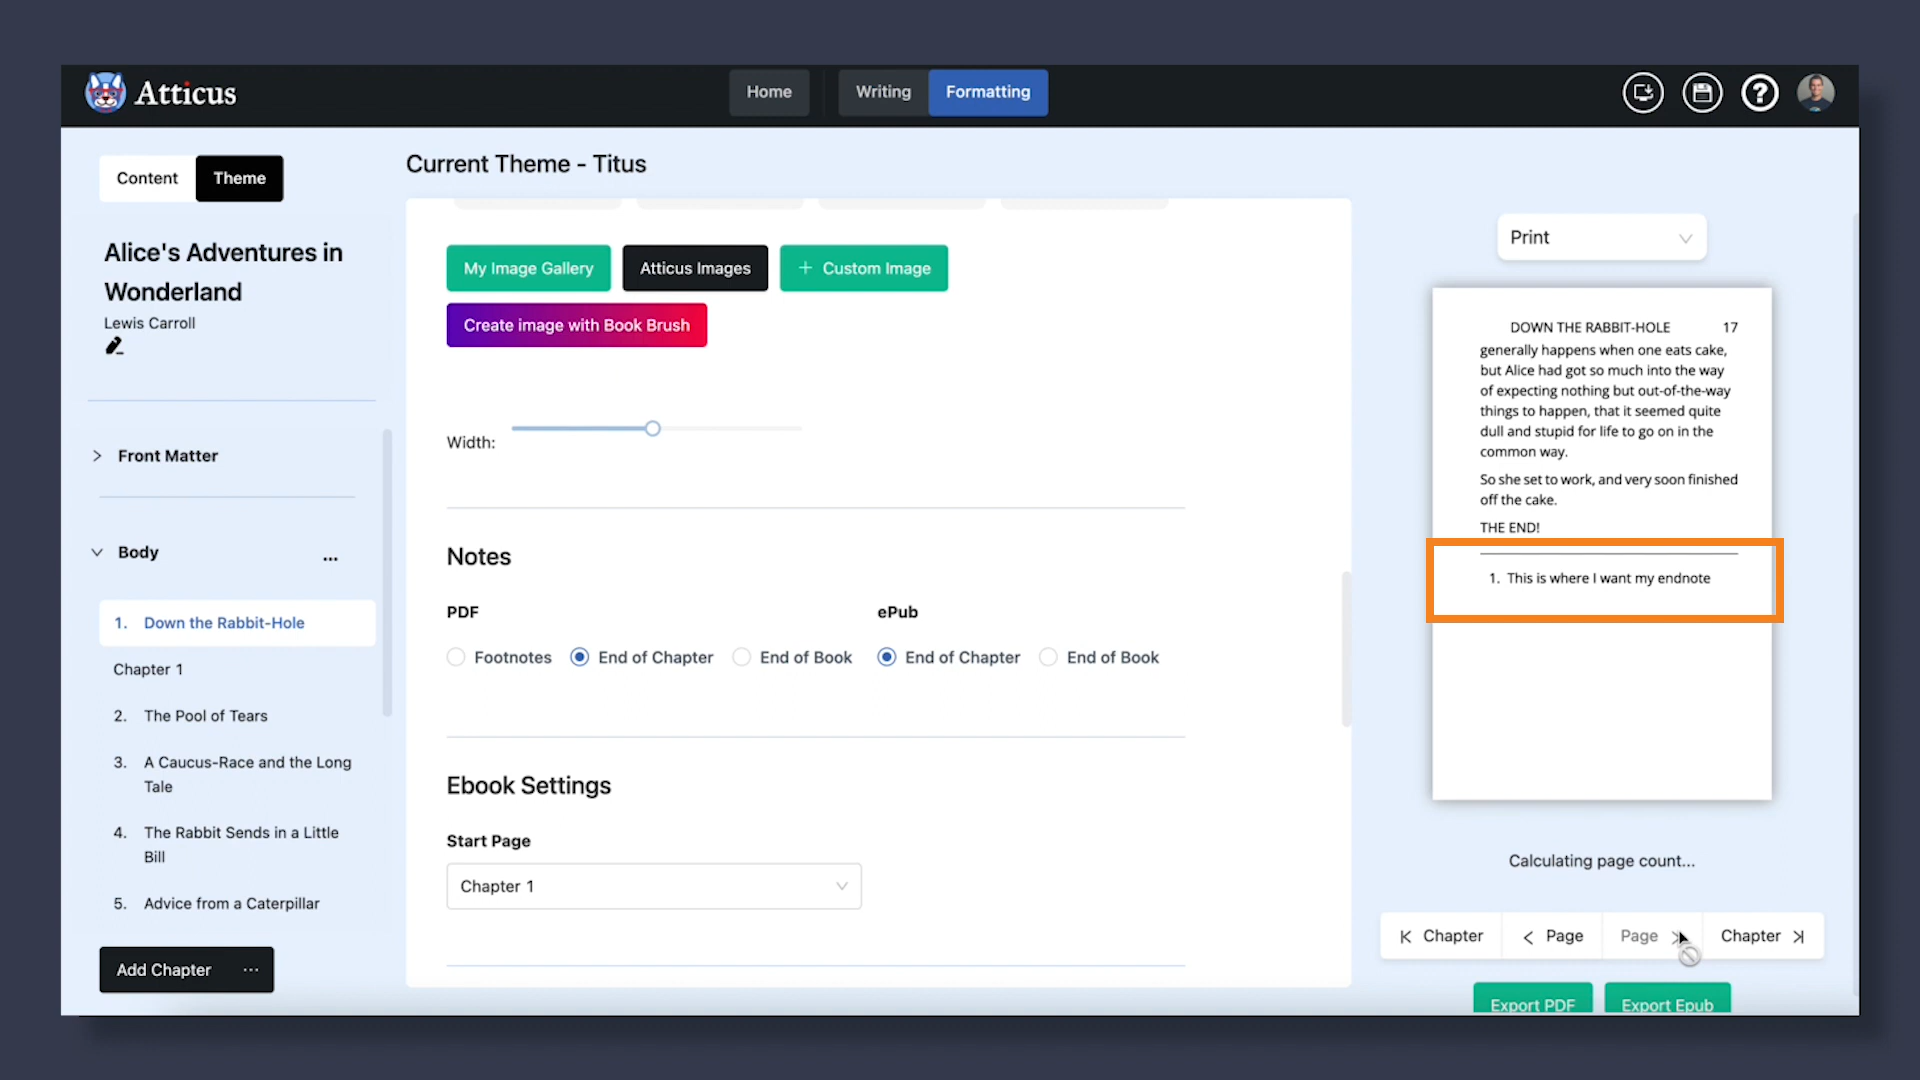 Atticus
Home
Writing
Formatting
Content
Theme
Alice's Adventures in
Wonderland
Lewis Carroll
Front Matter
Body
...
1. Down the Rabbit-Hole
Chapter 1
2. The Pool of Tears
3. A Caucus-Race and the Long
Tale
4. The Rabbit Sends in a Little
Bill
5. Advice from a Caterpillar
Add Chapter ...
Current Theme - Titus
My Image Gallery
Atticus Images
+ Custom Image
Create image with Book Brush
Width:
Notes
PDF
ePub
Footnotes
End of Chapter
End of Book
End of Chapter
End of Book
Ebook Settings
Start Page
Chapter 1
Print
DOWN THE RABBIT-HOLE 17
generally happens when one eats cake,
but Alice had got so much into the way
of expecting nothing but out-of-the-way
things to happen, that it seemed quite
dull and stupid for life to go on in the
common way.
So she set to work, and very soon finished
off the cake.
THE END!
1. This is where I want my endnote
Calculating page count...
Chapter
Page
Page
Chapter
Export PDF
Export Epub